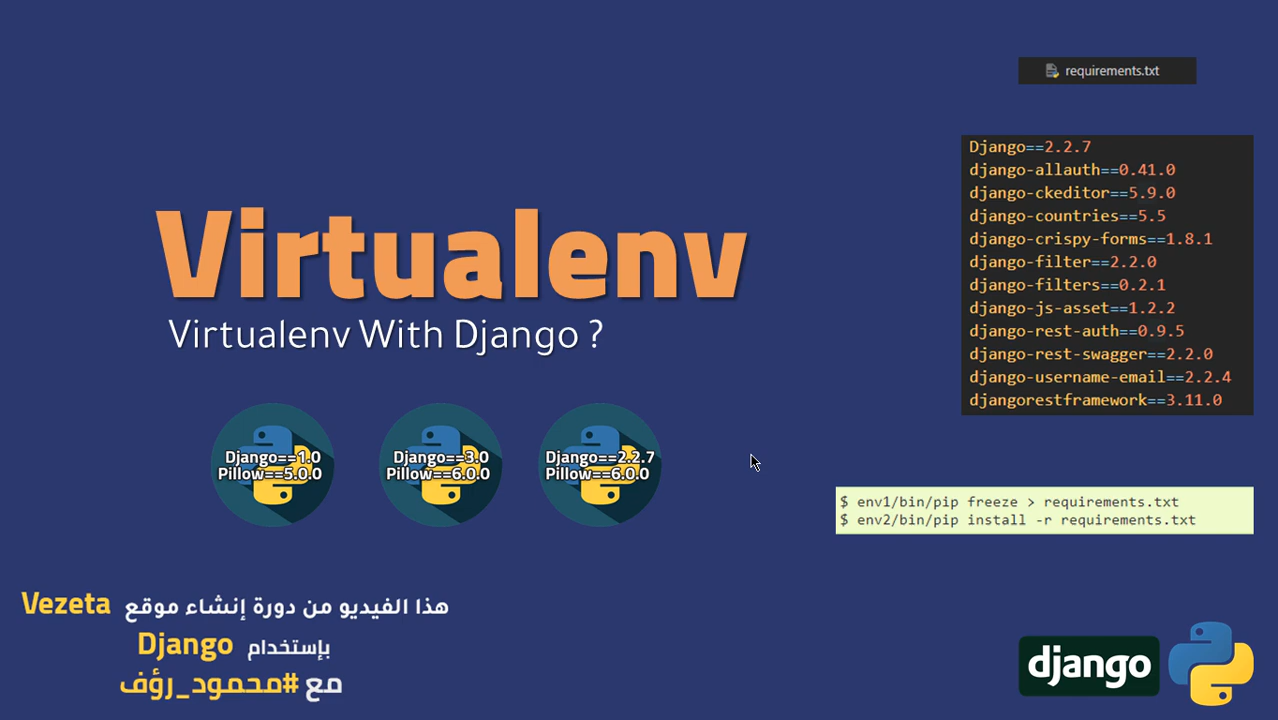 requirements.txt
Django==2.2.7
django-allauth==0.41.0
django-ckeditor==5.9.0
django-countries==5.5
django-crispy-forms==1.8.1
django-filter==2.2.0
django-filters==0.2.1
django-js-asset==1.2.2
django-rest-auth==0.9.5
django-rest-swagger==2.2.0
django-username-email==2.2.4
djangorestframework==3.11.0
Virtualenv
Virtualenv With Django ?
Django==1.0
Pillow==5.0.0
Django==3.0
Pillow==6.0.0
Django==2.2.7
Pillow==6.0.0
$ env1/bin/pip freeze > requirements.txt
$ env2/bin/pip install -r requirements.txt
هذا الفيديو من دورة إنشاء موقع Vezeta
بإستخدام Django
مع #محمود_رؤف
django